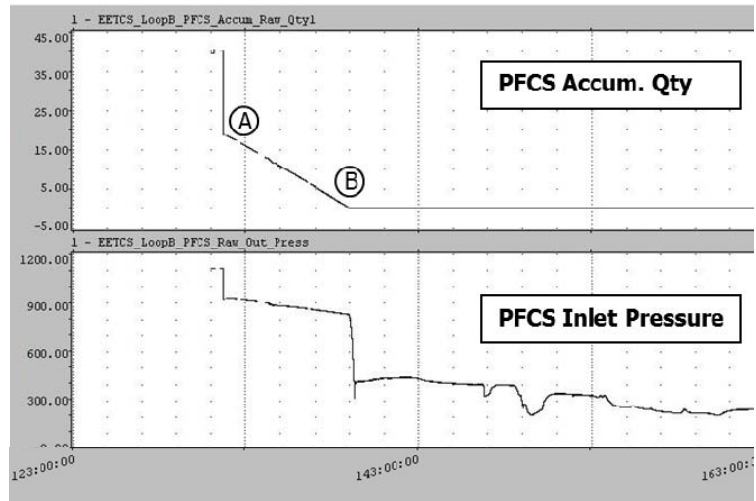 1 - EETCS_LoopB_PFCS_Accum_Raw_Qty1
45.00
35.00
25.00
15.00
5.00
-5.00
PFCS Accum. Qty
A
B
1 - EETCS_LoopB_PFCS_Raw_Out_Press
1200.00
900.00
600.00
300.00
PFCS Inlet Pressure
123:00:00
143:00:00